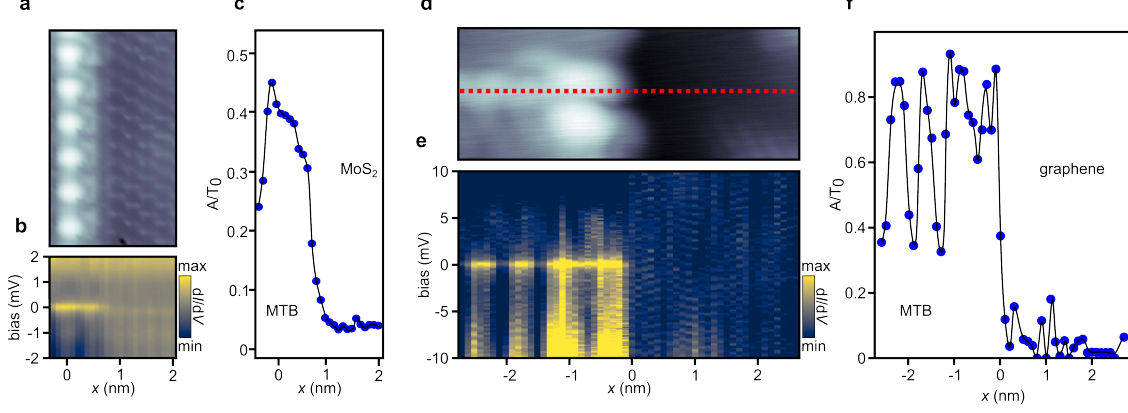 a
c
0.5
0.4
0.3
0.2
0.1
0
A/T0
MoS2
MTB
0
1
2
x (nm)
b
2
1
0
-1
-2
bias (mV)
0
1
2
x (nm)
max
dI/dV
min
d
e
10
5
0
-5
-10
bias (mV)
-2
-1
0
1
2
x (nm)
max
dI/dV
min
f
0.8
0.6
0.4
0.2
0
A/T0
graphene
MTB
-2
-1
0
1
2
x (nm)